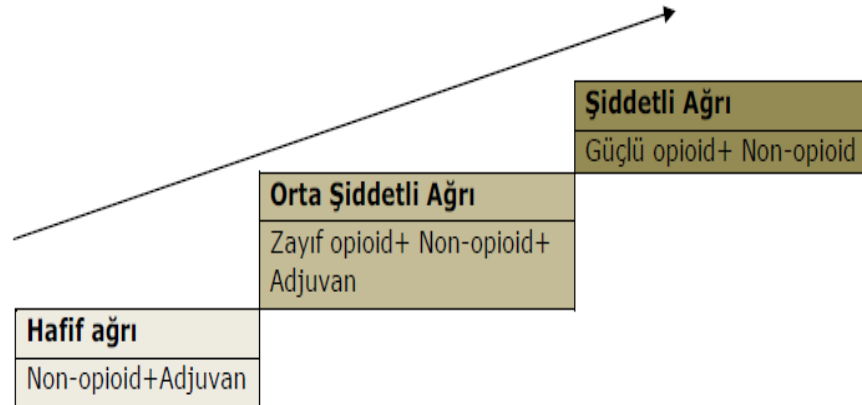 Şiddetli Ağrı
Güçlü opioid+ Non-opioid
Orta Şiddetli Ağrı
Zayıf opioid+ Non-opioid+
Adjuvan
Hafif ağrı
Non-opioid+Adjuvan